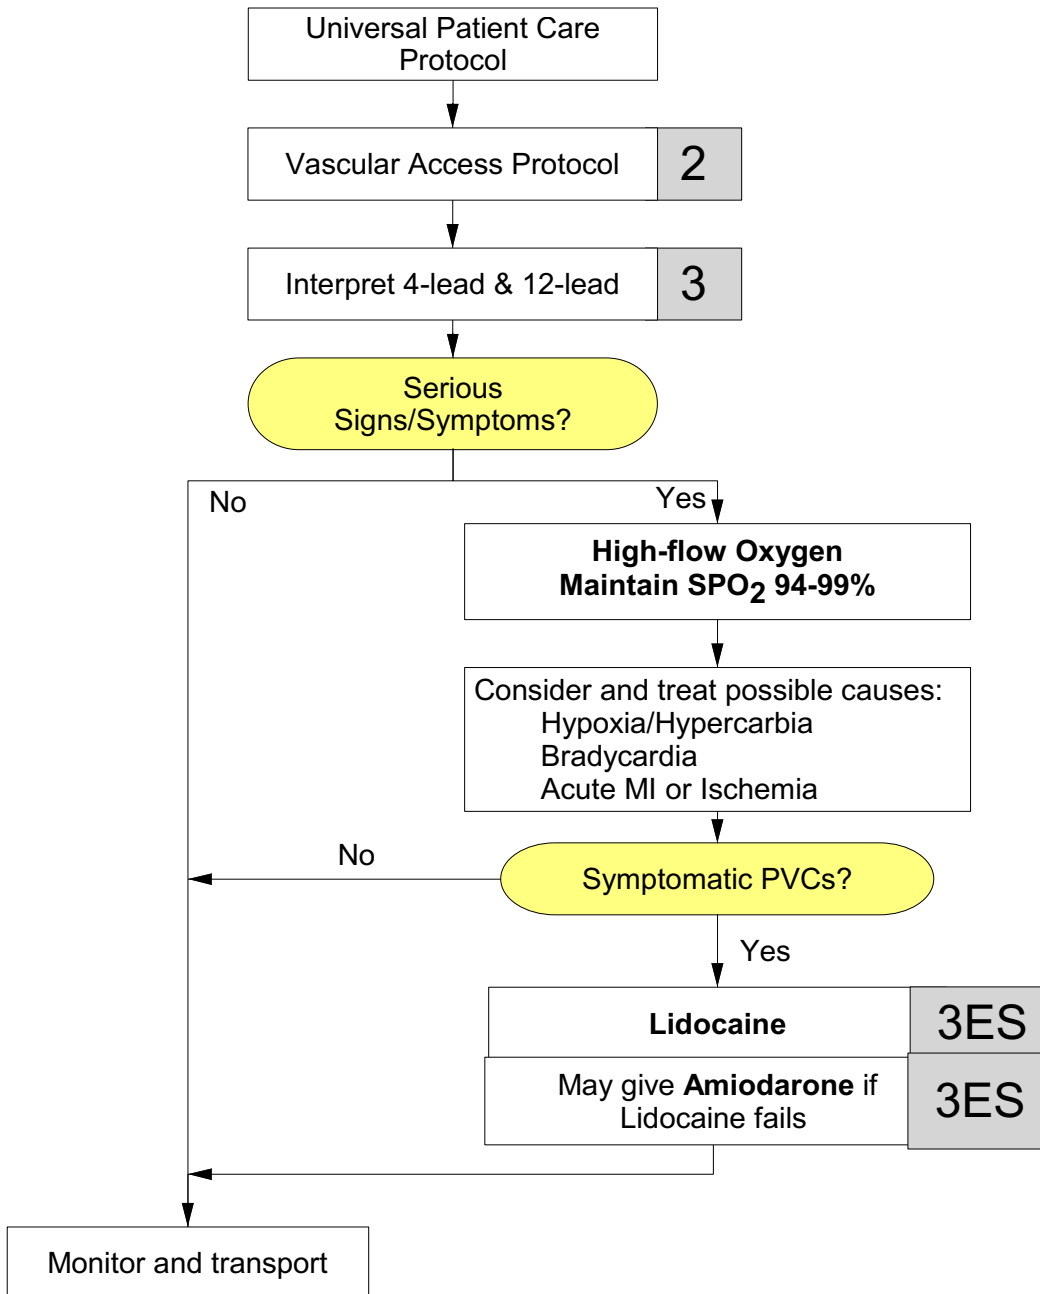 Universal Patient Care
Protocol
Vascular Access Protocol
2
Interpret 4-lead & 12-lead
3
Serious
Signs/Symptoms?
No
Yes
High-flow Oxygen
Maintain SPO2 94-99%
Consider and treat possible causes:
Hypoxia/Hypercarbia
Bradycardia
Acute MI or Ischemia
No
Symptomatic PVCs?
Yes
Lidocaine
3ES
May give Amiodarone if
Lidocaine fails
3ES
Monitor and transport